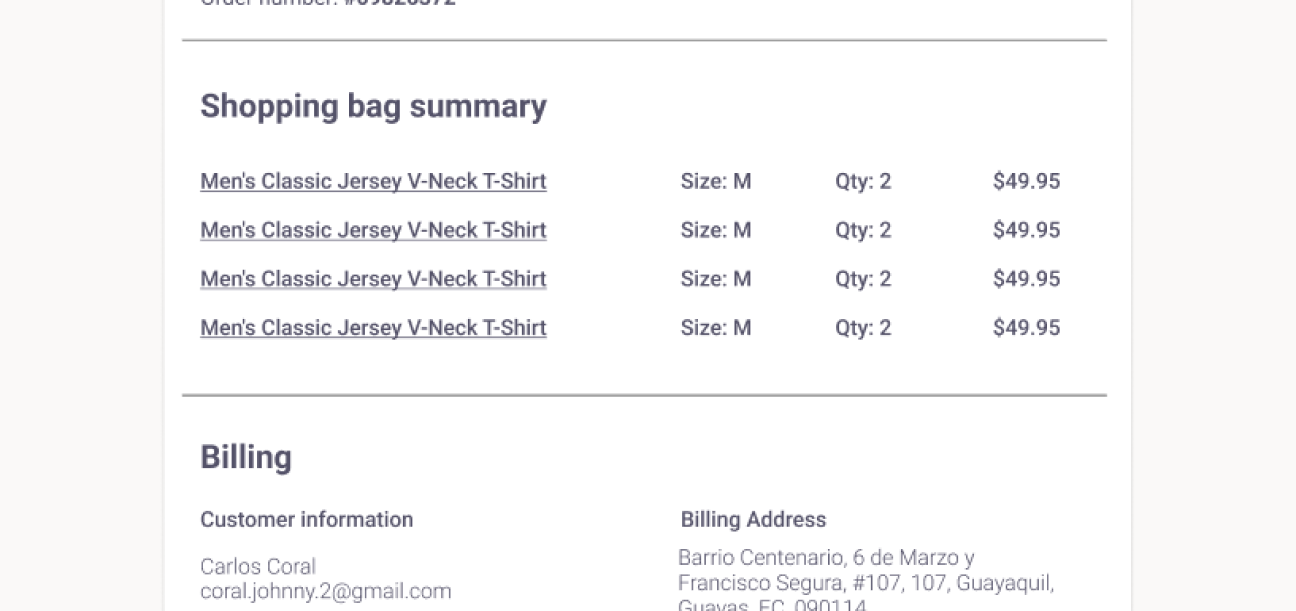 Order number: #09826372
Shopping bag summary
Men's Classic Jersey V-Neck T-Shirt Size: M Qty: 2 $49.95
Men's Classic Jersey V-Neck T-Shirt Size: M Qty: 2 $49.95
Men's Classic Jersey V-Neck T-Shirt Size: M Qty: 2 $49.95
Men's Classic Jersey V-Neck T-Shirt Size: M Qty: 2 $49.95
Billing
Customer information
Carlos Coral
coral.johnny.2@gmail.com
Billing Address
Barrio Centenario, 6 de Marzo y
Francisco Segura, #107, 107, Guayaquil,
Guayas, EC, 090114